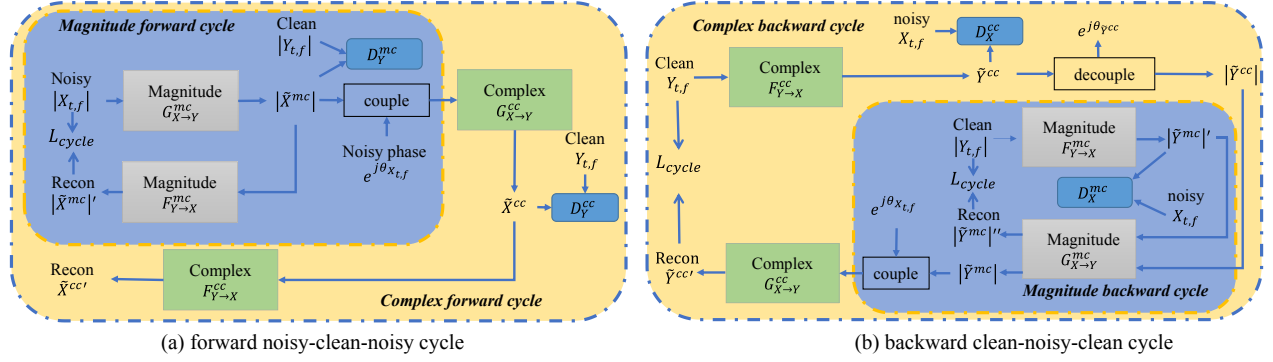 Magnitude forward cycle
Clean
|Y_{t,f}|
D_Y^{mc}
Noisy
|X_{t,f}|
Magnitude
G_{X→Y}^{mc}
|X̃^{mc}|
couple
Complex
G_{X→Y}^{cc}
L_{cycle}
Noisy phase
e^{jθ_{X_{t,f}}}
Clean
Y_{t,f}
Recon
|X̃^{mc}|′
Magnitude
F_{Y→X}^{mc}
X̃^{cc}
D_Y^{cc}
Recon
X̃^{cc′}
Complex
F_{Y→X}^{cc}
Complex forward cycle
(a) forward noisy-clean-noisy cycle
Complex backward cycle
noisy
X_{t,f}
D_X^{cc}
e^{jθ_{Ỹ^{cc}}}
Clean
Y_{t,f}
Complex
F_{Y→X}^{cc}
Ỹ^{cc}
decouple
|Ỹ^{cc}|
Clean
|Y_{t,f}|
Magnitude
F_{Y→X}^{mc}
|Ỹ^{mc}|′
L_{cycle}
L_{cycle}
D_X^{mc}
noisy
X_{t,f}
e^{jθ_{X_{t,f}}}
Recon
|Ỹ^{mc}|′′
Magnitude
G_{X→Y}^{mc}
Recon
Ỹ^{cc′}
Complex
G_{X→Y}^{cc}
couple
|Ỹ^{mc}|
Magnitude backward cycle
(b) backward clean-noisy-clean cycle